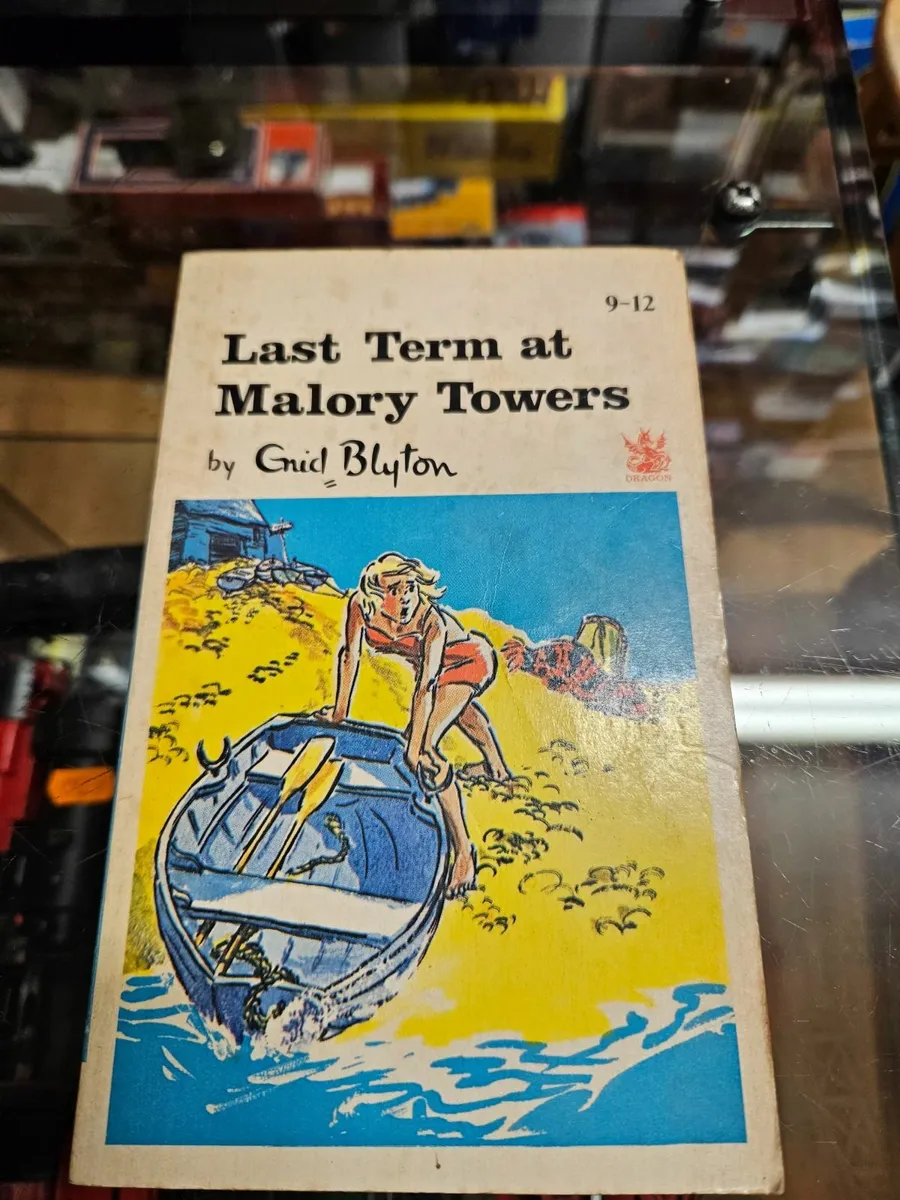 9-12
Last Term at
Malory Towers
by Enid Blyton
DRAGON